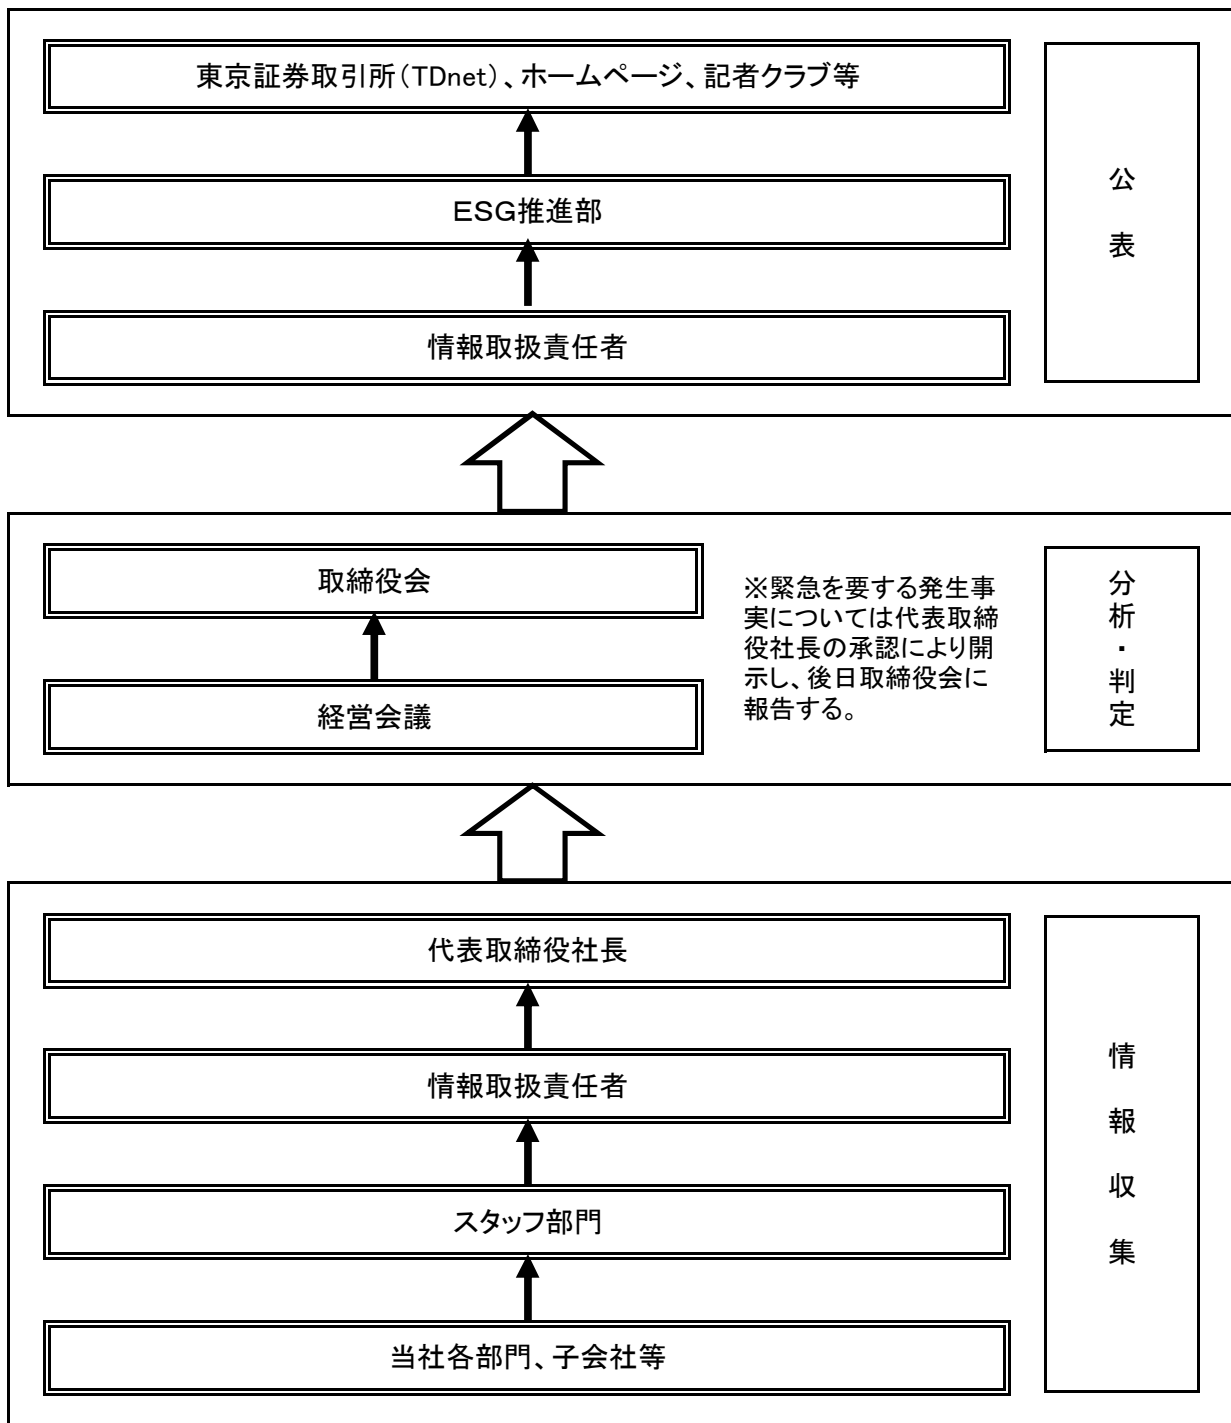 東京証券取引所（TDnet）、ホームページ、記者クラブ等
ESG推進部
情報取扱責任者
公表
取締役会
経営会議
※緊急を要する発生事
実については代表取締
役社長の承認により開
示し、後日取締役会に
報告する。
分析・判定
代表取締役社長
情報取扱責任者
スタッフ部門
当社各部門、子会社等
情報収集